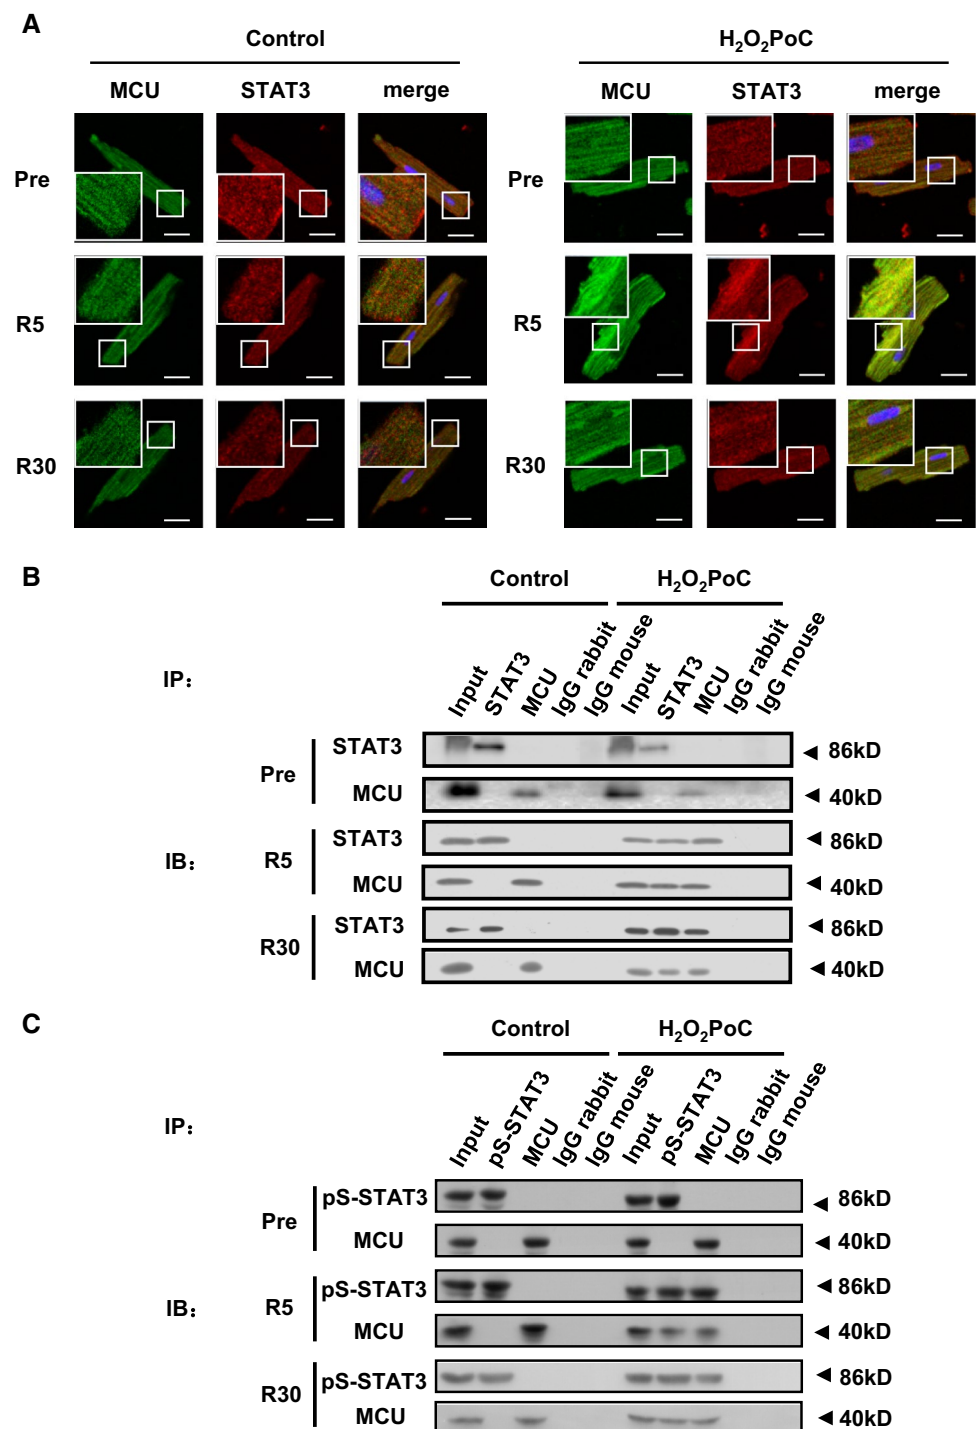 A
Control
H₂O₂PoC
MCU STAT3 merge
MCU STAT3 merge
Pre
Pre
R5
R5
R30
R30
B
Control
H₂O₂PoC
IP:
Input STAT3 MCU IgG rabbit IgG mouse Input STAT3 MCU IgG rabbit IgG mouse
IB:
Pre
STAT3 86kD
MCU 40kD
R5
STAT3 86kD
MCU 40kD
R30
STAT3 86kD
MCU 40kD
C
Control
H₂O₂PoC
IP:
Input pS-STAT3 MCU IgG rabbit IgG mouse Input pS-STAT3 MCU IgG rabbit IgG mouse
IB:
Pre
pS-STAT3 86kD
MCU 40kD
R5
pS-STAT3 86kD
MCU 40kD
R30
pS-STAT3 86kD
MCU 40kD